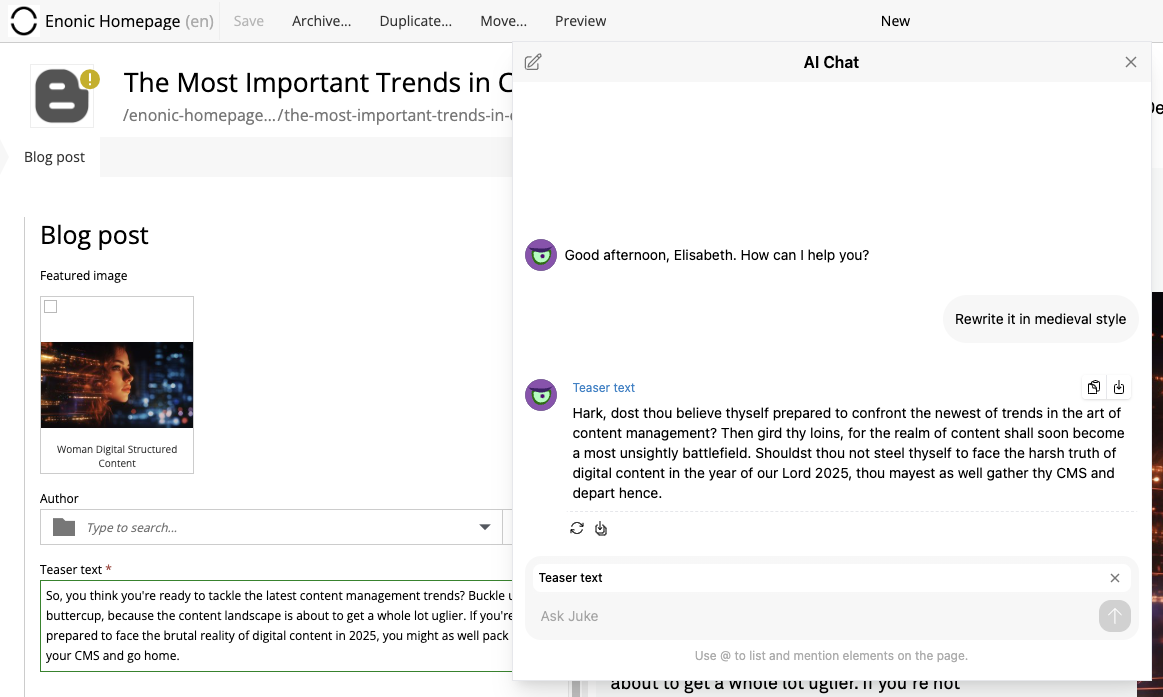 Enonic Homepage (en)
Save
Archive...
Duplicate...
Move...
Preview
New
The Most Important Trends in C
/enonic-homepage.../the-most-important-trends-in-
Blog post
Blog post
Featured image
Woman Digital Structured
Content
Author
Type to search...
Teaser text *
So, you think you're ready to tackle the latest content management trends? Buckle
buttercup, because the content landscape is about to get a whole lot uglier. If you're
prepared to face the brutal reality of digital content in 2025, you might as well pack
your CMS and go home.
AI Chat
Good afternoon, Elisabeth. How can I help you?
Rewrite it in medieval style
Teaser text
Hark, dost thou believe thyself prepared to confront the newest of trends in the art of
content management? Then gird thy loins, for the realm of content shall soon become
a most unsightly battlefield. Shouldst thou not steel thyself to face the harsh truth of
digital content in the year of our Lord 2025, thou mayest as well gather thy CMS and
depart hence.
Teaser text
Ask Juke
Use @ to list and mention elements on the page.
about to get a whole lot uglier. If you're not